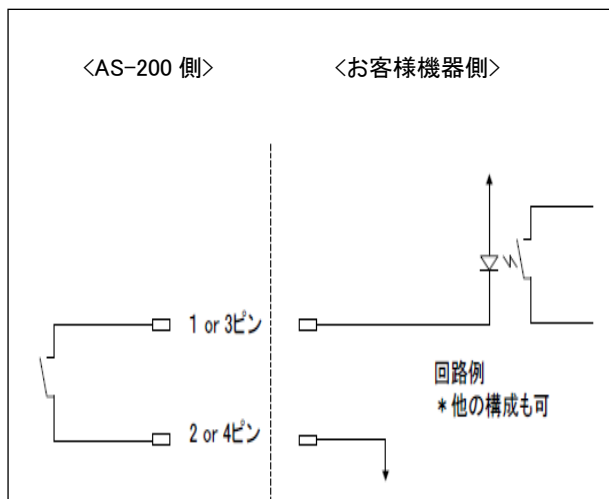 <AS-200 側>
<お客様機器側>
1 or 3ピン
回路例
*他の構成も可
2 or 4ピン